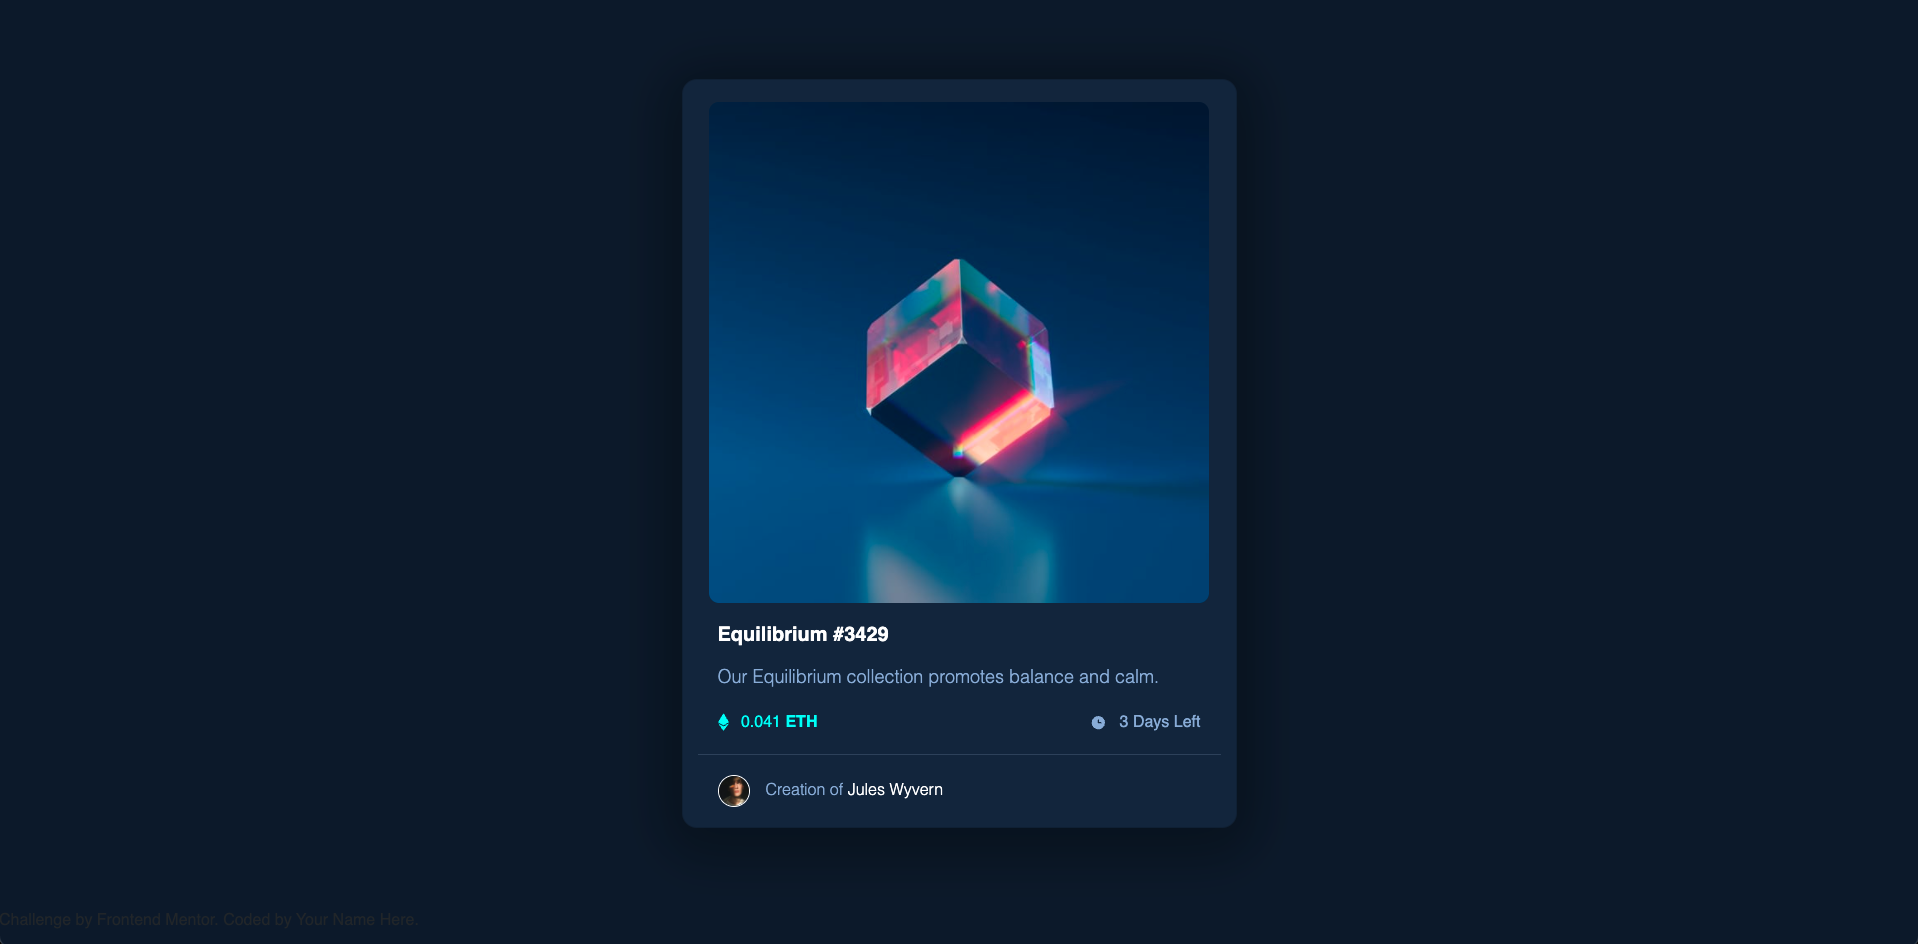 Equilibrium #3429
Our Equilibrium collection promotes balance and calm.
0.041 ETH
3 Days Left
Creation of Jules Wyvern
Challenge by Frontend Mentor. Coded by Your Name Here.